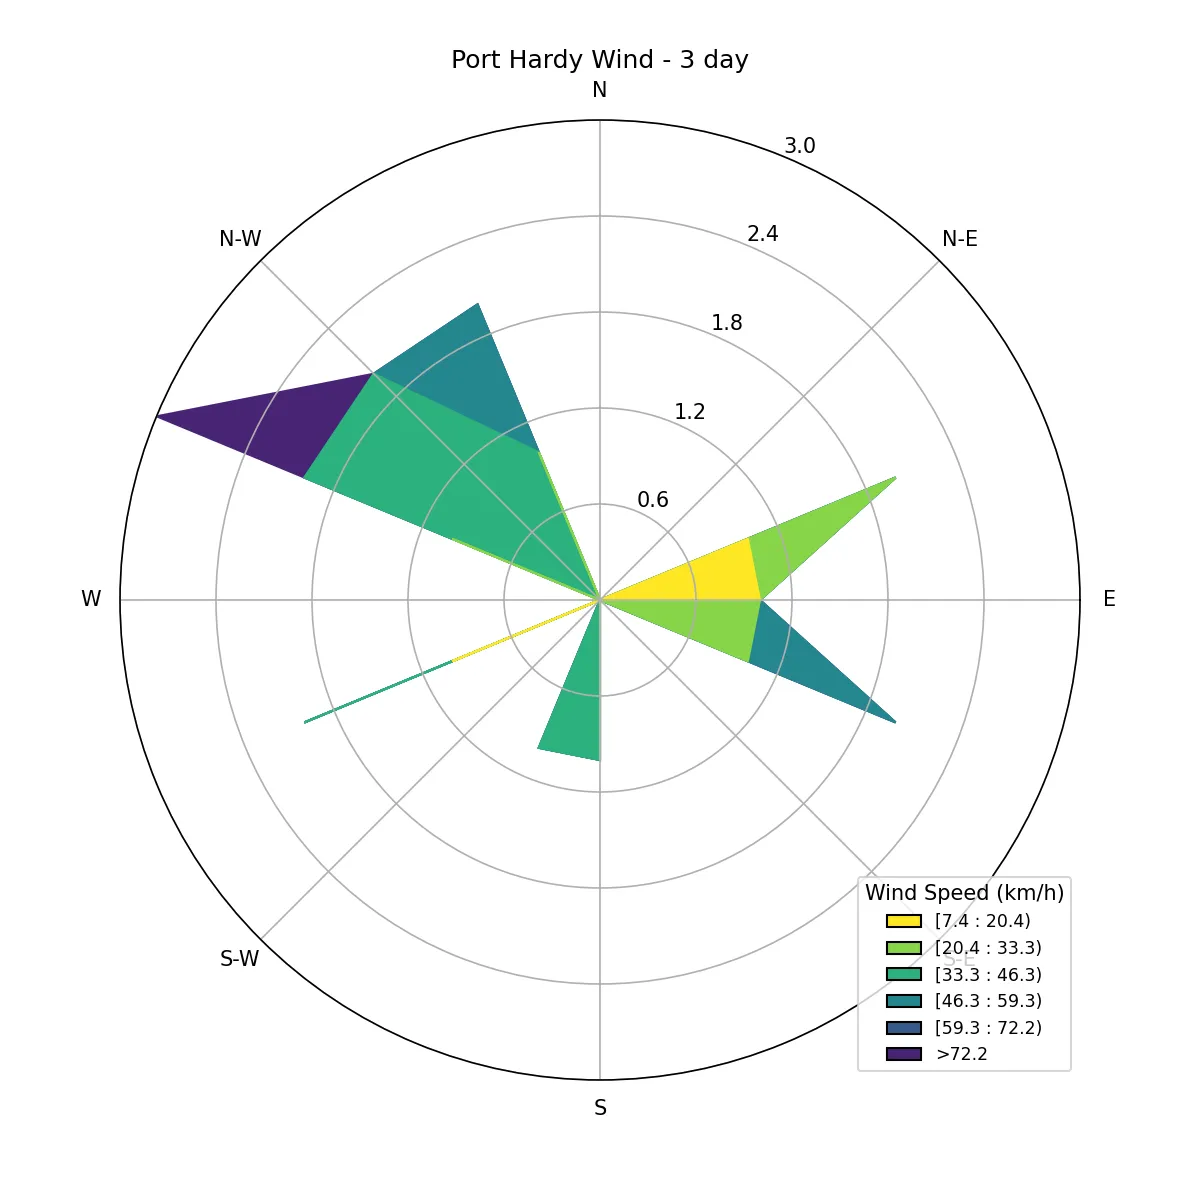 Port Hardy Wind - 3 day
N
3.0
N-W
2.4
N-E
1.8
1.2
0.6
W
E
S-W
S-E
S
Wind Speed (km/h)
[7.4 : 20.4)
[20.4 : 33.3)
[33.3 : 46.3)
[46.3 : 59.3)
[59.3 : 72.2)
>72.2